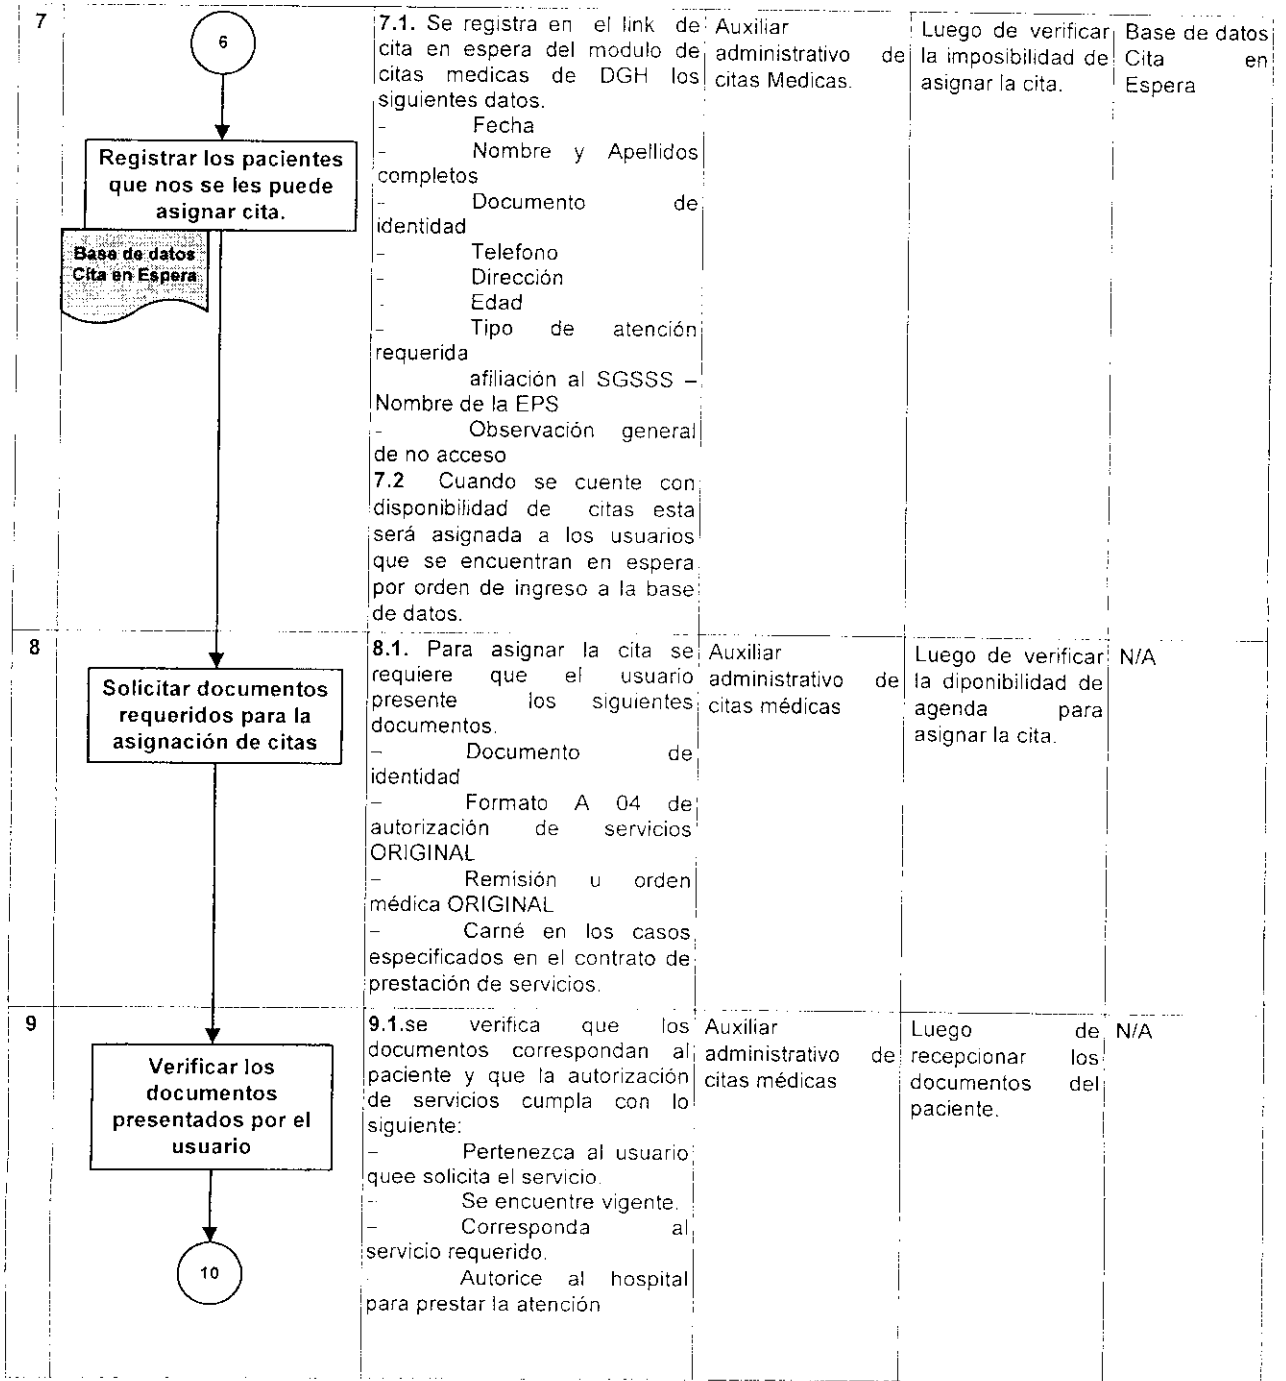 7
6
Registrar los pacientes
que nos se les puede
asignar cita.
Base de datos
Cita en Espera
7.1. Se registra en el link de
cita en espera del modulo de
citas medicas de DGH los
siguientes datos.
– Fecha
– Nombre y Apellidos
completos
– Documento de
identidad
– Telefono
– Dirección
- Edad
– Tipo de atención
requerida
afiliación al SGSSS –
Nombre de la EPS
– Observación general
de no acceso
7.2 Cuando se cuente con
disponibilidad de citas esta
será asignada a los usuarios
que se encuentran en espera
por orden de ingreso a la base
de datos.
Auxiliar
administrativo de
citas Medicas.
Luego de verificar
la imposibilidad de
asignar la cita.
Base de datos
Cita en
Espera
8
Solicitar documentos
requeridos para la
asignación de citas
8.1. Para asignar la cita se
requiere que el usuario
presente los siguientes
documentos.
– Documento de
identidad
– Formato A 04 de
autorización de servicios
ORIGINAL
– Remisión u orden
médica ORIGINAL
– Carné en los casos
especificados en el contrato de
prestación de servicios.
Auxiliar
administrativo de
citas médicas
Luego de verificar
la diponibilidad de
agenda para
asignar la cita.
N/A
9
Verificar los
documentos
presentados por el
usuario
10
9.1.se verifica que los
documentos correspondan al
paciente y que la autorización
de servicios cumpla con lo
siguiente:
– Pertenezca al usuario
quee solicita el servicio.
- Se encuentre vigente.
– Corresponda al
servicio requerido.
- Autorice al hospital
para prestar la atención
Auxiliar
administrativo de
citas médicas
Luego de
recepcionar los
documentos del
paciente.
N/A